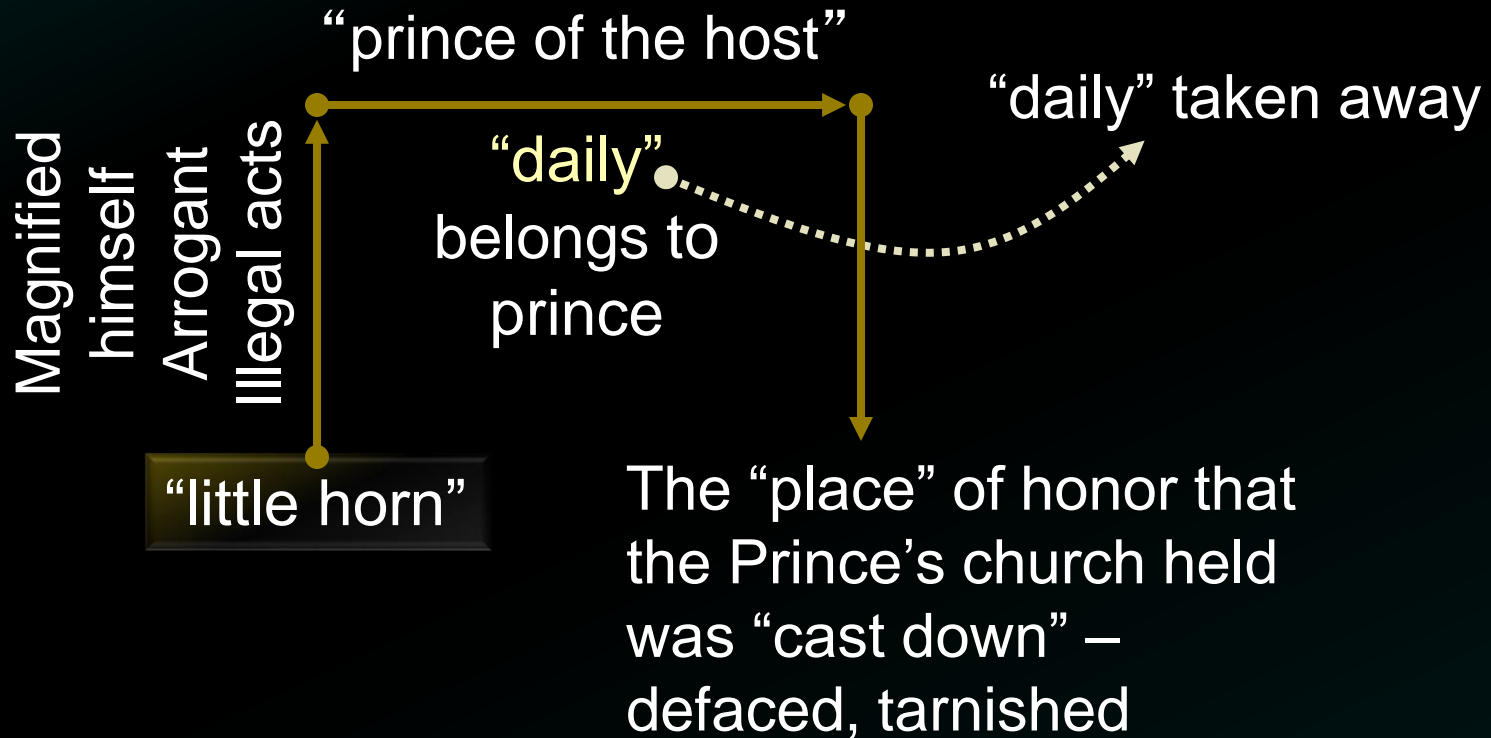 “prince of the host”
“daily” taken away
Magnified
himself
Arrogant
Illegal acts
“daily”
belongs to
prince
“little horn”
The “place” of honor that
the Prince’s church held
was “cast down” –
defaced, tarnished